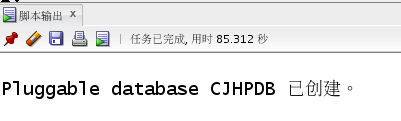 脚本输出 ×
任务已完成, 用时 85.312 秒
Pluggable database CJHPDB 已创建。